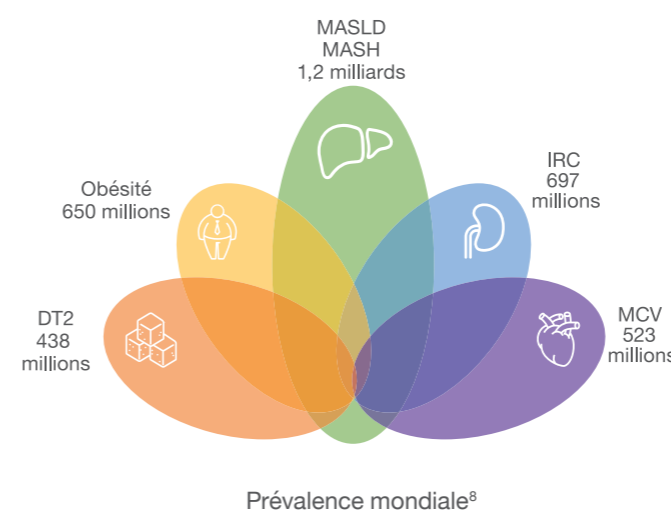 MASLD
MASH
1,2 milliards
Obésité
650 millions
IRC
697
millions
DT2
438
millions
MCV
523
millions
Prévalence mondiale⁸